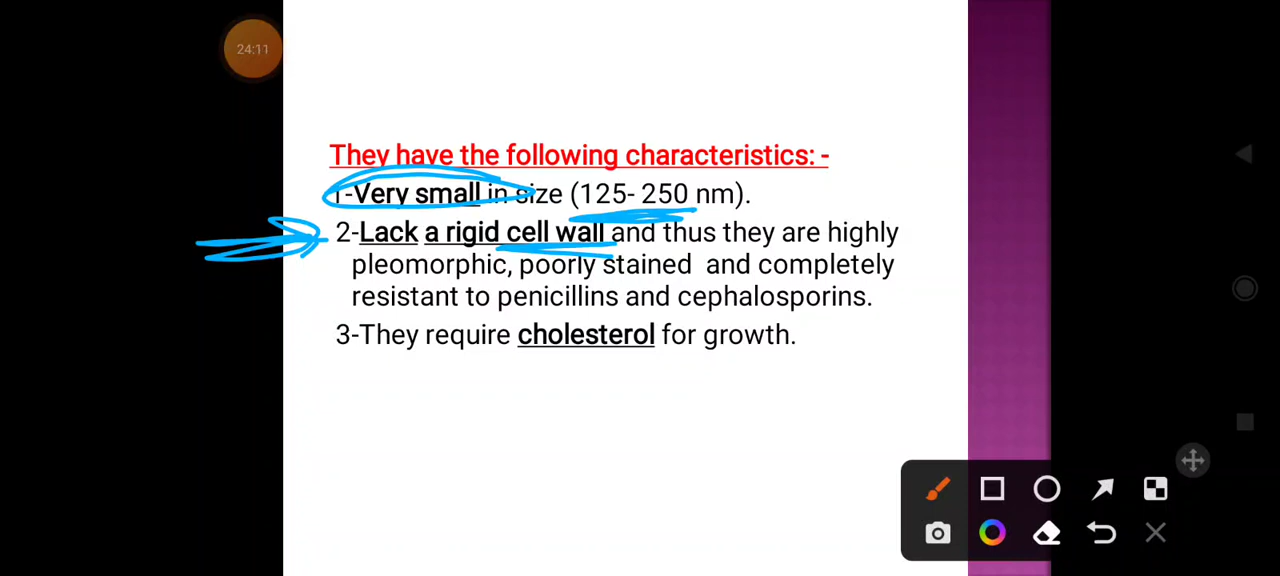 24:11
They have the following characteristics: -
1-Very small in size (125- 250 nm).
2-Lack a rigid cell wall and thus they are highly
pleomorphic, poorly stained and completely
resistant to penicillins and cephalosporins.
3-They require cholesterol for growth.